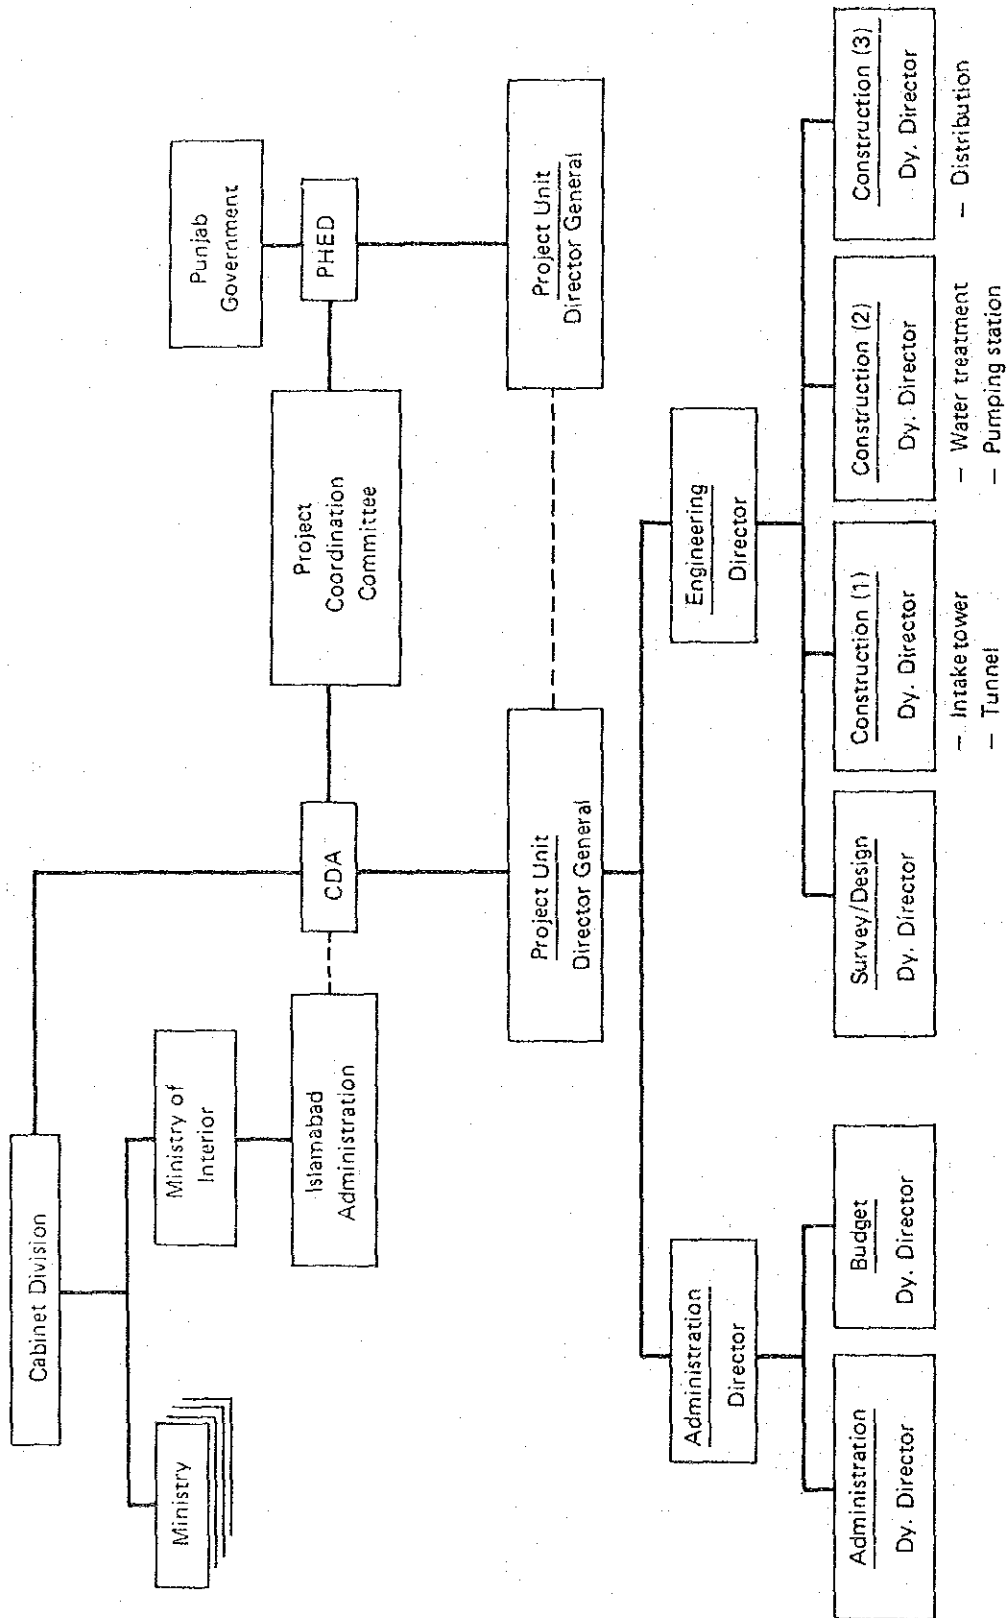 Cabinet Division
Ministry
Ministry of
Interior
Islamabad
Administration
CDA
Project
Coordination
Committee
Punjab
Government
PHED
Project Unit
Director General
Project Unit
Director General
Administration
Director
Engineering
Director
Administration
Dy. Director
Budget
Dy. Director
Survey/Design
Dy. Director
Construction (1)
Dy. Director
– Intake tower
– Tunnel
Construction (2)
Dy. Director
– Water treatment
– Pumping station
Construction (3)
Dy. Director
– Distribution